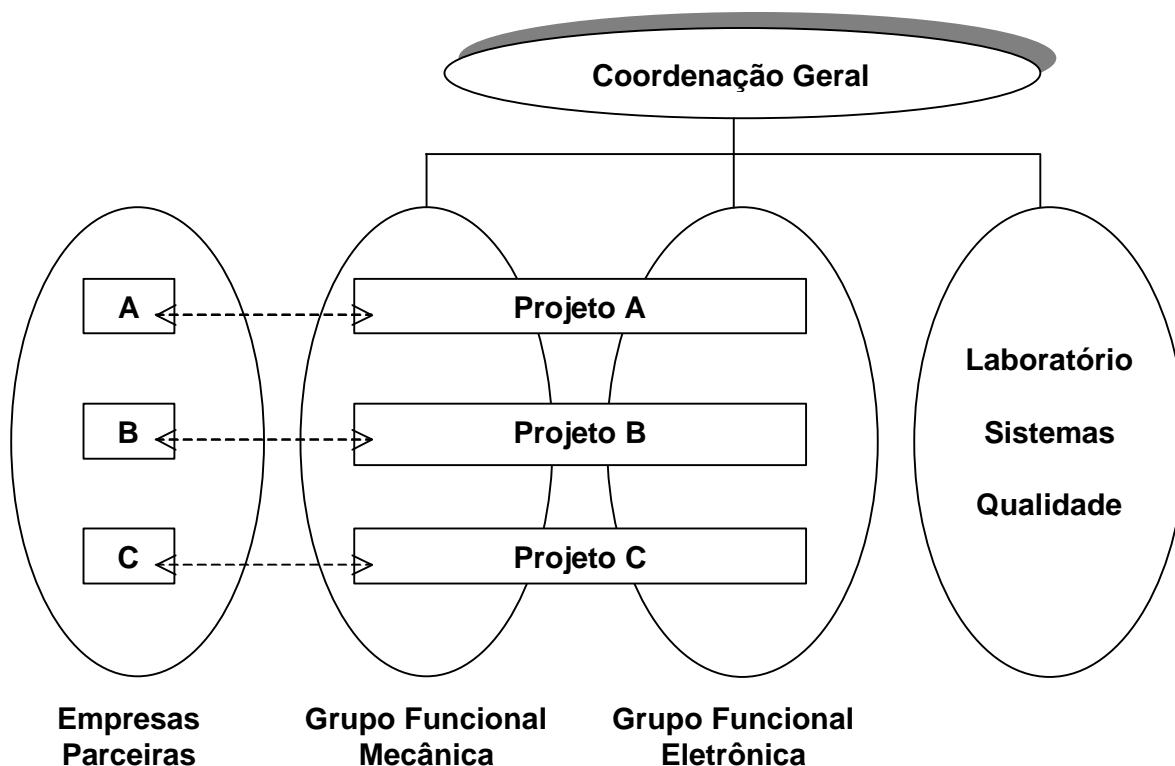 Coordenação Geral
A
Projeto A
B
Projeto B
C
Projeto C
Laboratório
Sistemas
Qualidade
Empresas
Parceiras
Grupo Funcional
Mecânica
Grupo Funcional
Eletrônica